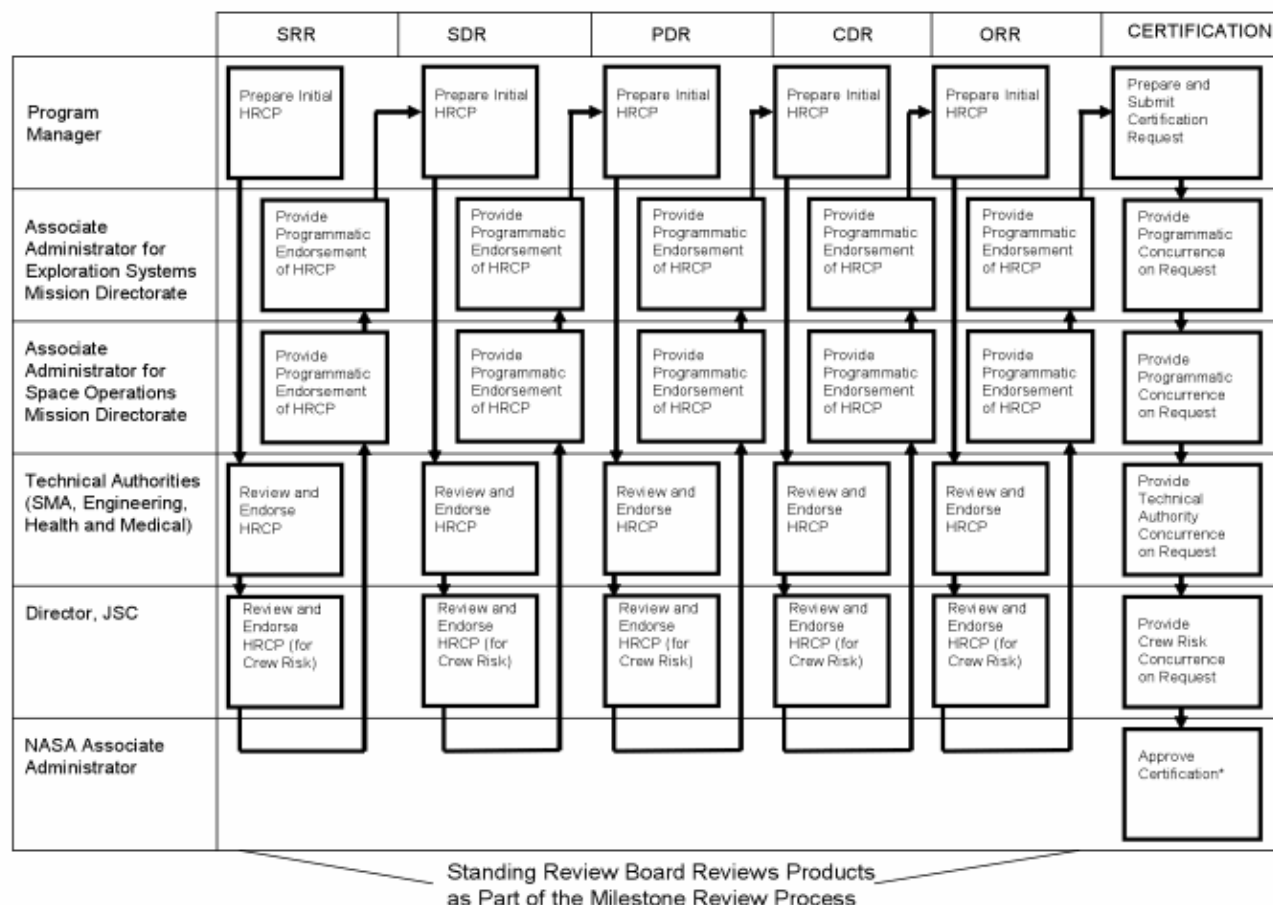 SRR
SDR
PDR
CDR
ORR
CERTIFICATION
Program
Manager
Prepare Initial
HRCP
Prepare Initial
HRCP
Prepare Initial
HRCP
Prepare Initial
HRCP
Prepare Initial
HRCP
Prepare and
Submit
Certification
Request
Associate
Administrator for
Exploration Systems
Mission Directorate
Provide
Programmatic
Endorsement
of HRCP
Provide
Programmatic
Endorsement
of HRCP
Provide
Programmatic
Endorsement
of HRCP
Provide
Programmatic
Endorsement
of HRCP
Provide
Programmatic
Endorsement
of HRCP
Provide
Programmatic
Concurrence
on Request
Associate
Administrator for
Space Operations
Mission Directorate
Provide
Programmatic
Endorsement
of HRCP
Provide
Programmatic
Endorsement
of HRCP
Provide
Programmatic
Endorsement
of HRCP
Provide
Programmatic
Endorsement
of HRCP
Provide
Programmatic
Endorsement
of HRCP
Provide
Programmatic
Concurrence
on Request
Technical Authorities
(SMA, Engineering,
Health and Medical)
Review and
Endorse
HRCP
Review and
Endorse
HRCP
Review and
Endorse
HRCP
Review and
Endorse
HRCP
Review and
Endorse
HRCP
Provide
Technical
Authority
Concurrence
on Request
Director, JSC
Review and
Endorse
HRCP (for
Crew Risk)
Review and
Endorse
HRCP (for
Crew Risk)
Review and
Endorse
HRCP (for
Crew Risk)
Review and
Endorse
HRCP (for
Crew Risk)
Review and
Endorse
HRCP (for
Crew Risk)
Provide
Crew Risk
Concurrence
on Request
NASA Associate
Administrator
Approve
Certification*
Standing Review Board Reviews Products
as Part of the Milestone Review Process